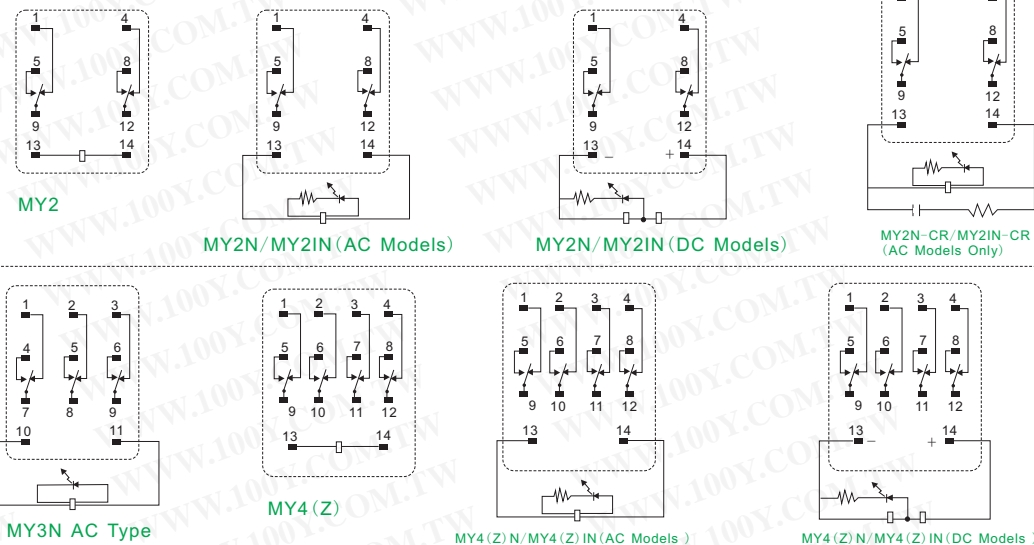 1 4
5 8
9 12
13 14
MY2
1 4
5 8
9 12
13 14
MY2N/MY2IN(AC Models)
1 4
5 8
9 12
13 − + 14
MY2N/MY2IN(DC Models)
5 8
9 12
13 14
MY2N-CR/MY2IN-CR
(AC Models Only)
1 2 3
4 5 6
7 8 9
10 11
MY3N AC Type
1 2 3 4
5 6 7 8
9 10 11 12
13 14
MY4(Z)
1 2 3 4
5 6 7 8
9 10 11 12
13 14
MY4(Z)N/MY4(Z)IN(AC Models )
1 2 3 4
5 6 7 8
9 10 11 12
13 − + 14
MY4(Z)N/MY4(Z)IN(DC Models )
WWW.100Y.COM.TW